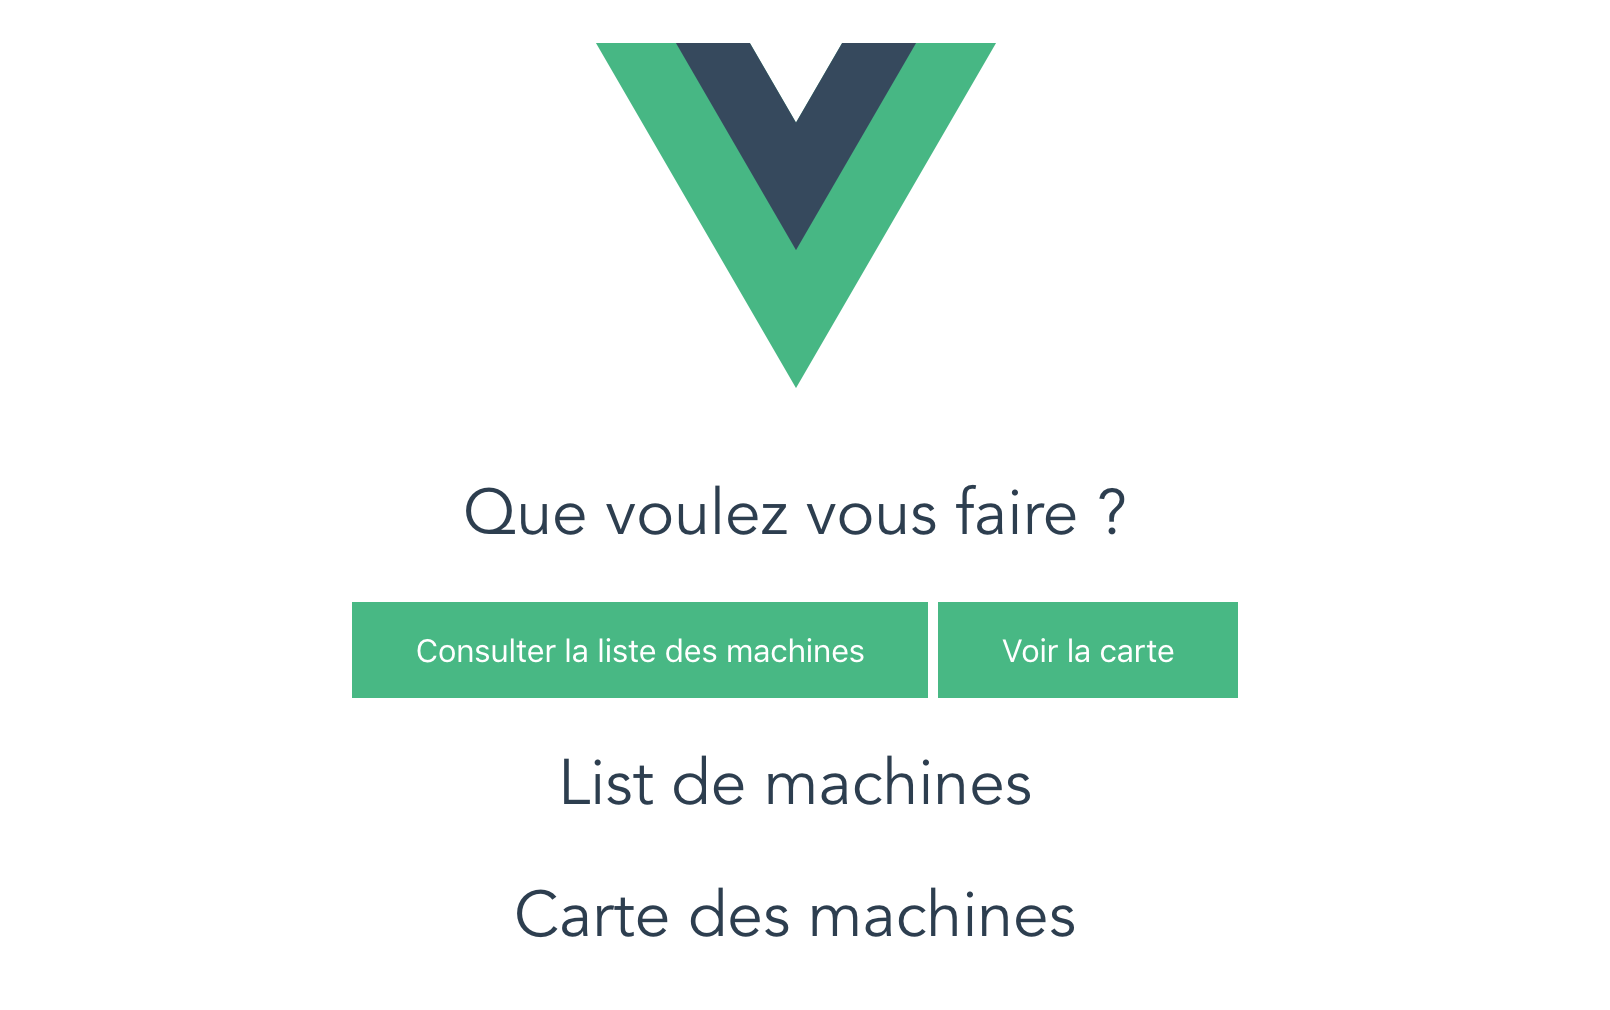 Que voulez vous faire ?
Consulter la liste des machines Voir la carte
List de machines
Carte des machines